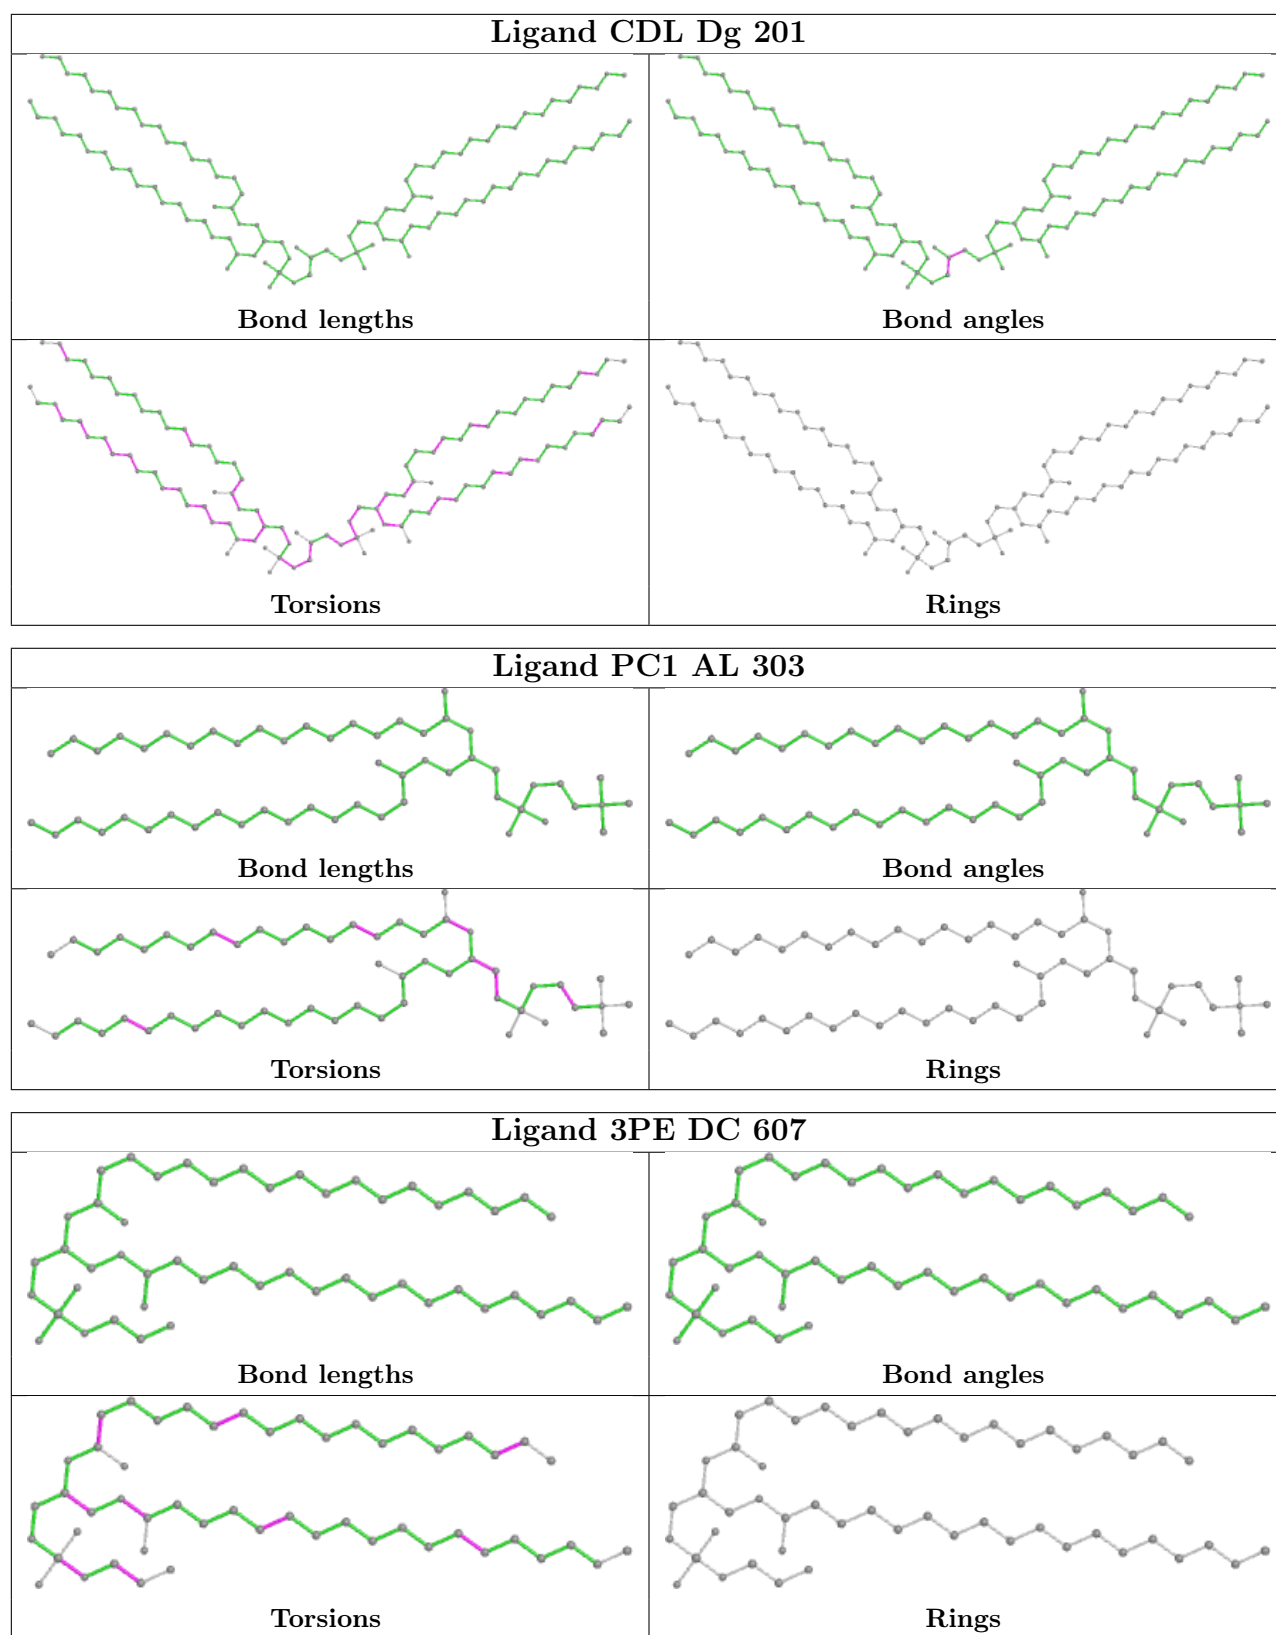 Ligand CDL Dg 201
Bond lengths
Bond angles
Torsions
Rings
Ligand PC1 AL 303
Bond lengths
Bond angles
Torsions
Rings
Ligand 3PE DC 607
Bond lengths
Bond angles
Torsions
Rings